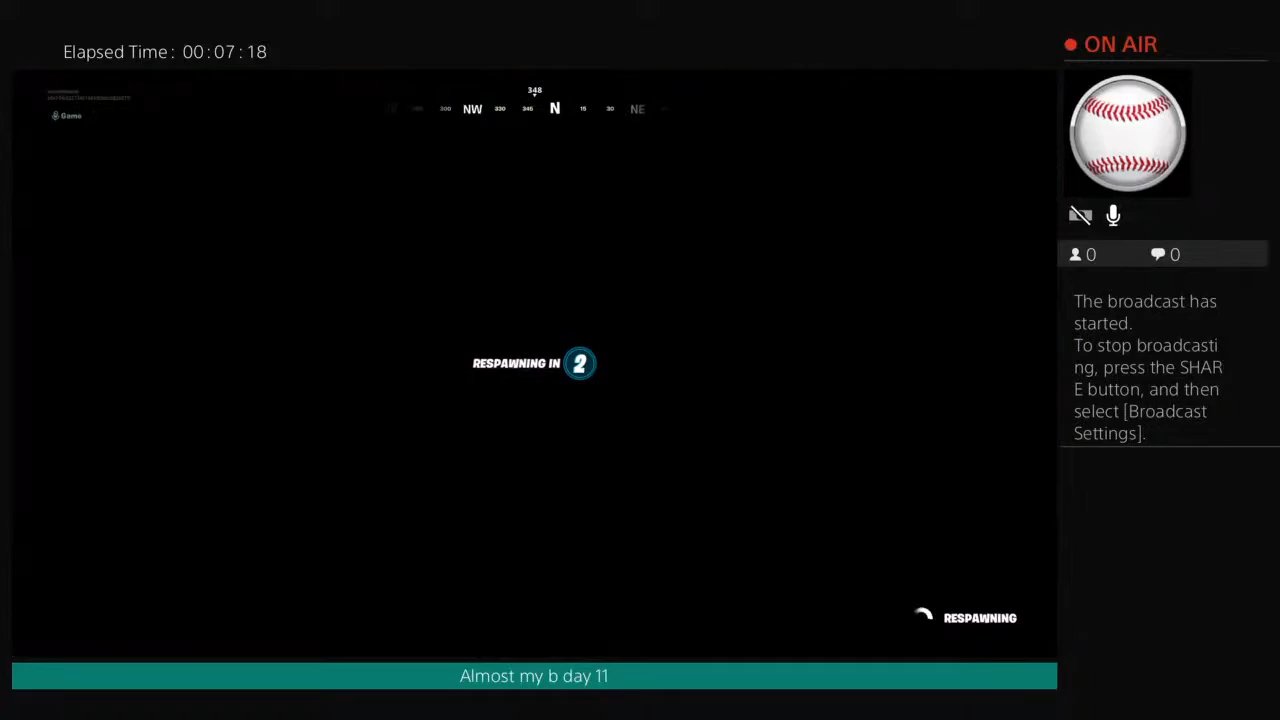 Elapsed Time: 00:07:18
ON AIR
348
300 NW 330 345 N 15 30 NE
Game
0 0
The broadcast has
started.
To stop broadcasti
ng, press the SHAR
E button, and then
select [Broadcast
Settings].
RESPAWNING IN 2
RESPAWNING
Almost my b day 11